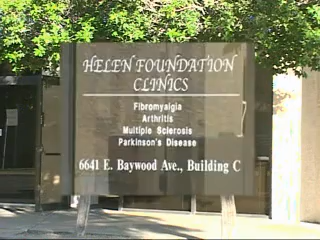 HELEN FOUNDATION
CLINICS
Fibromyalgia
Arthritis
Multiple Sclerosis
Parkinson's Disease
6641 E. Baywood Ave., Building C